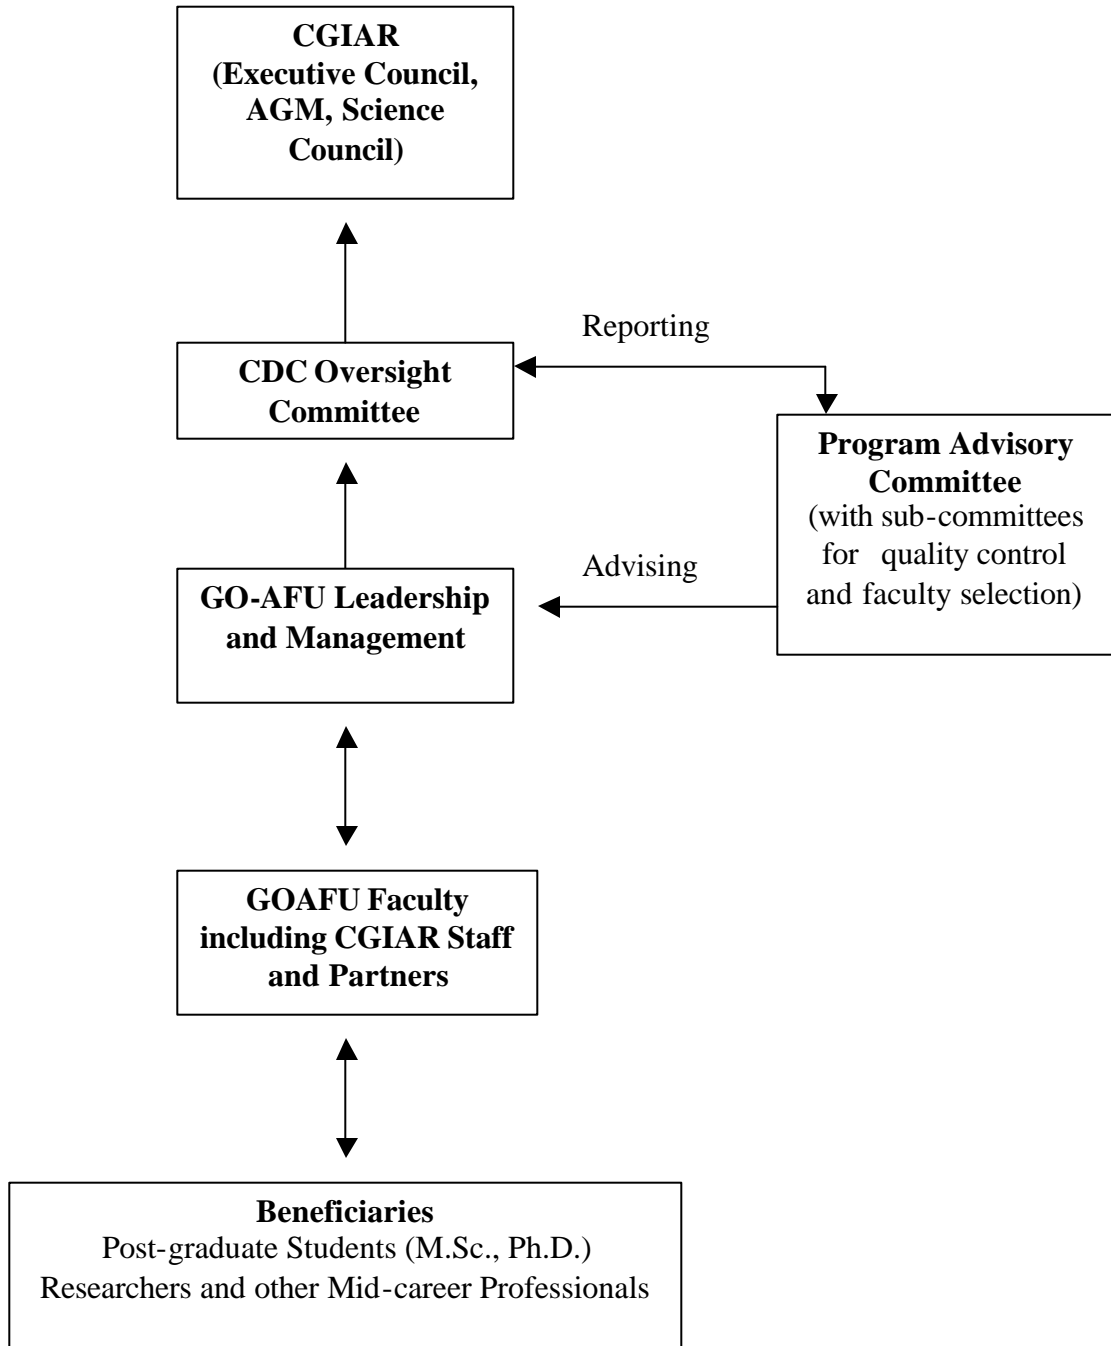 CGIAR
(Executive Council,
AGM, Science
Council)
Reporting
CDC Oversight
Committee
Program Advisory
Committee
(with sub-committees
for quality control
and faculty selection)
Advising
GO-AFU Leadership
and Management
GOAFU Faculty
including CGIAR Staff
and Partners
Beneficiaries
Post-graduate Students (M.Sc., Ph.D.)
Researchers and other Mid-career Professionals